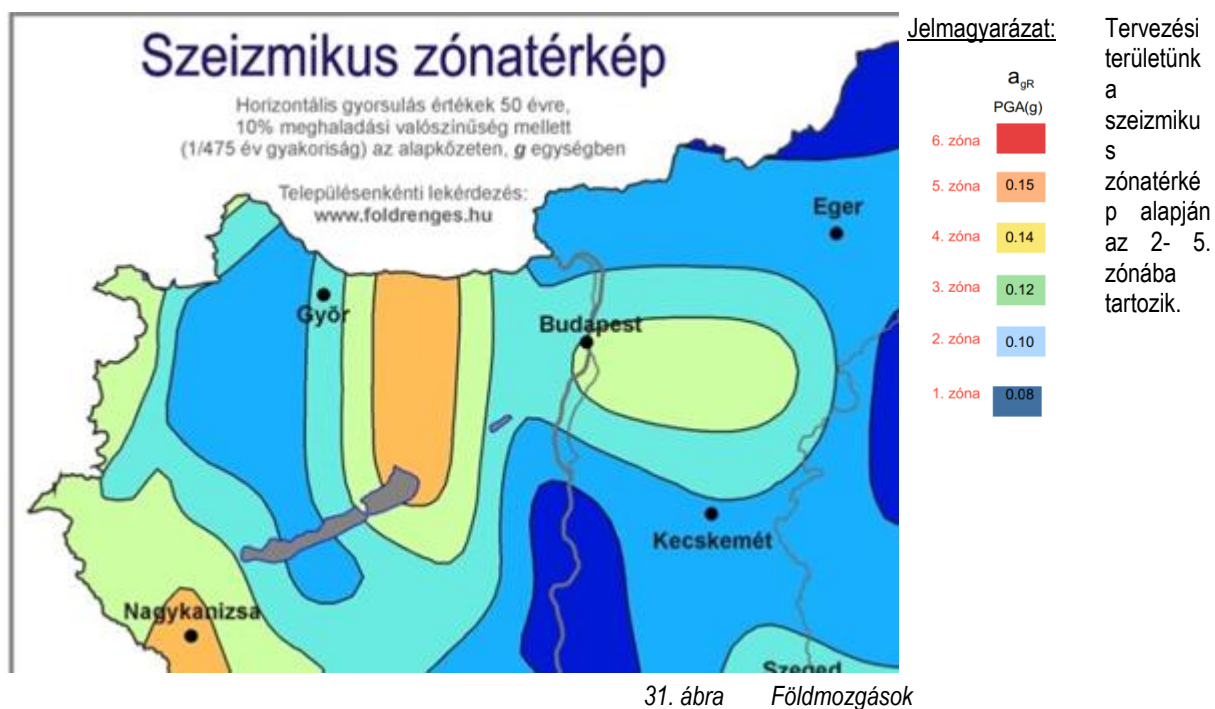 Szeizmikus zónatérkép
Horizontális gyorsulás értékek 50 évre,
10% meghaladási valószínűség mellett
(1/475 év gyakoriság) az alapkőzeten, g egységben
Településenkénti lekérdezés:
www.foldrenges.hu
Eger
Győr
Budapest
Kecskemét
Nagykanizsa
Szeged
Jelmagyarázat:
agR
PGA(g)
6. zóna
5. zóna 0.15
4. zóna 0.14
3. zóna 0.12
2. zóna 0.10
1. zóna 0.08
Tervezési
területünk
a
szeizmiku
s
zónatérké
p alapján
az 2- 5.
zónába
tartozik.
31. ábra Földmozgások